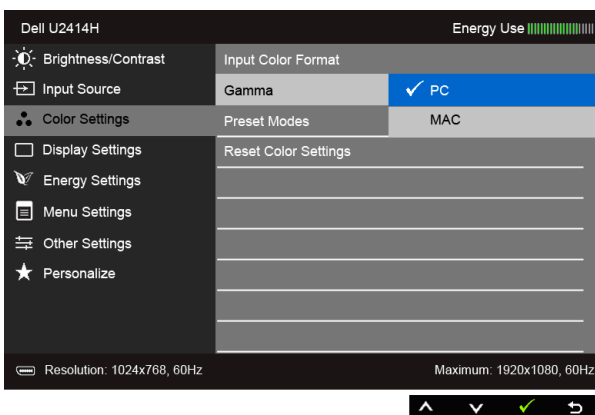 Dell U2414H Energy Use
Brightness/Contrast Input Color Format
Input Source Gamma PC
Color Settings Preset Modes MAC
Display Settings Reset Color Settings
Energy Settings
Menu Settings
Other Settings
Personalize
Resolution: 1024x768, 60Hz Maximum: 1920x1080, 60Hz